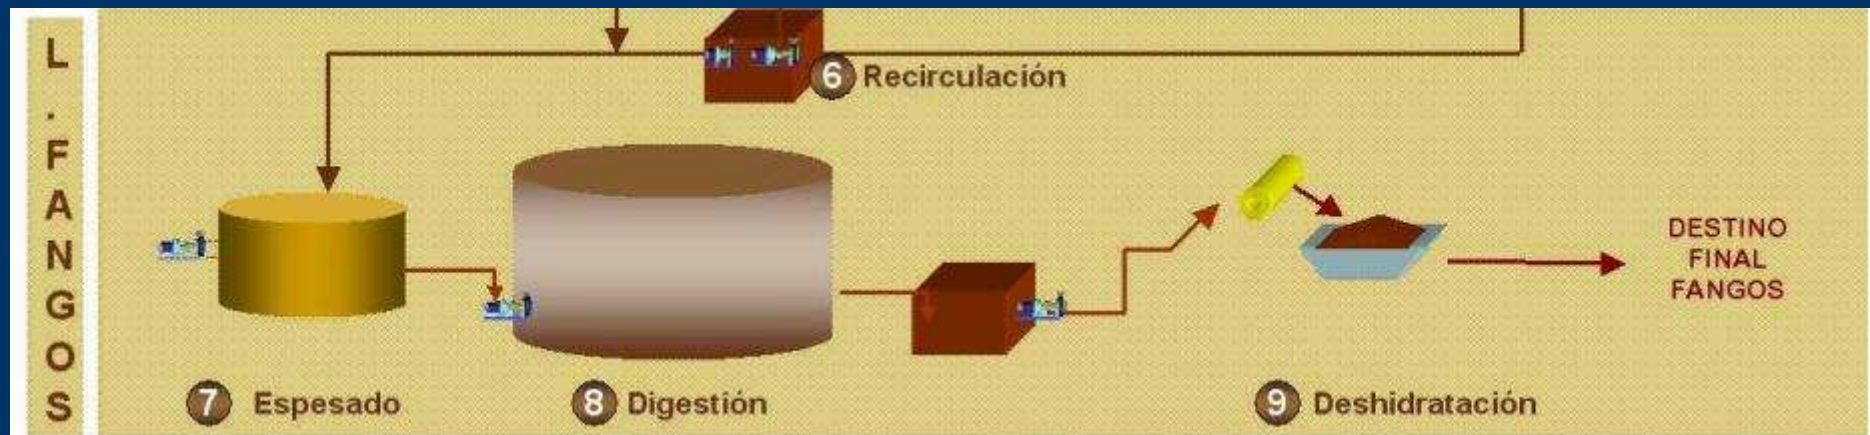 L
.
F
A
N
G
O
S
6 Recirculación
DESTINO
FINAL
FANGOS
7 Espesado
8 Digestión
9 Deshidratación